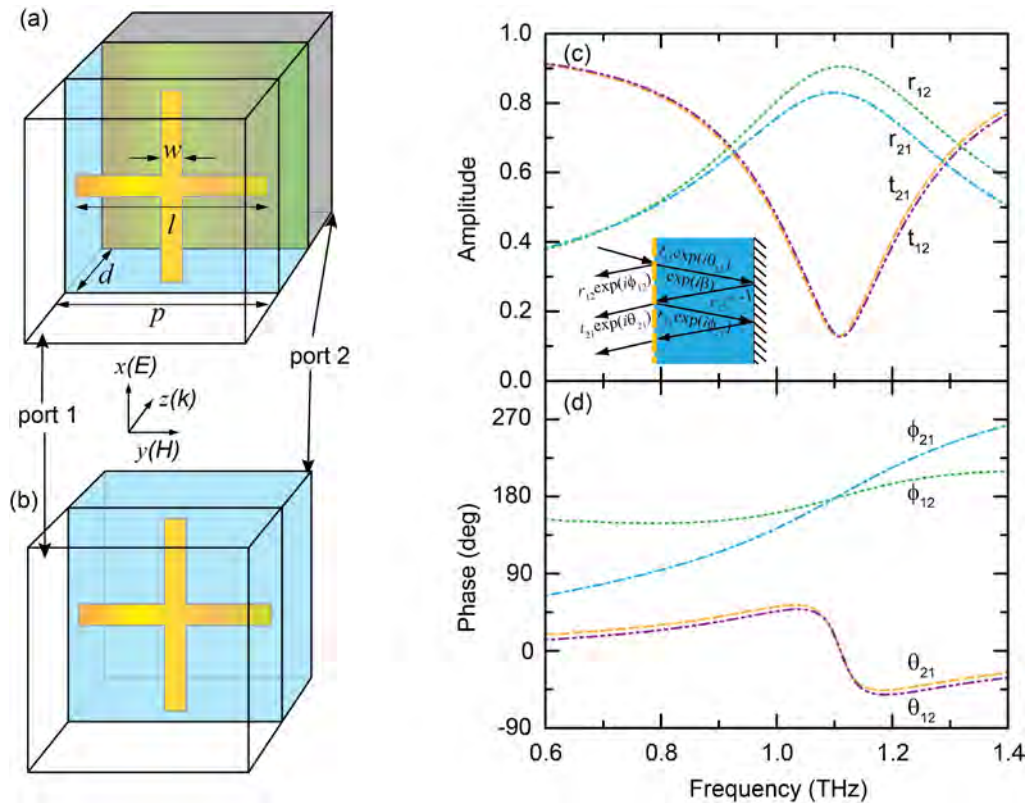 (a)
w
l
d
p
port 1
port 2
x(E)
z(k)
y(H)
(b)
(c)
1.0
0.8
0.6
0.4
0.2
0.0
Amplitude
r₁₂
r₂₁
t₂₁
t₁₂
exp(iβ)
r₁₂exp(iϕ₁₂)
t₂₁exp(iθ₂₁)
(d)
270
180
90
0
-90
Phase (deg)
ϕ₂₁
ϕ₁₂
θ₂₁
θ₁₂
0.6 0.8 1.0 1.2 1.4
Frequency (THz)